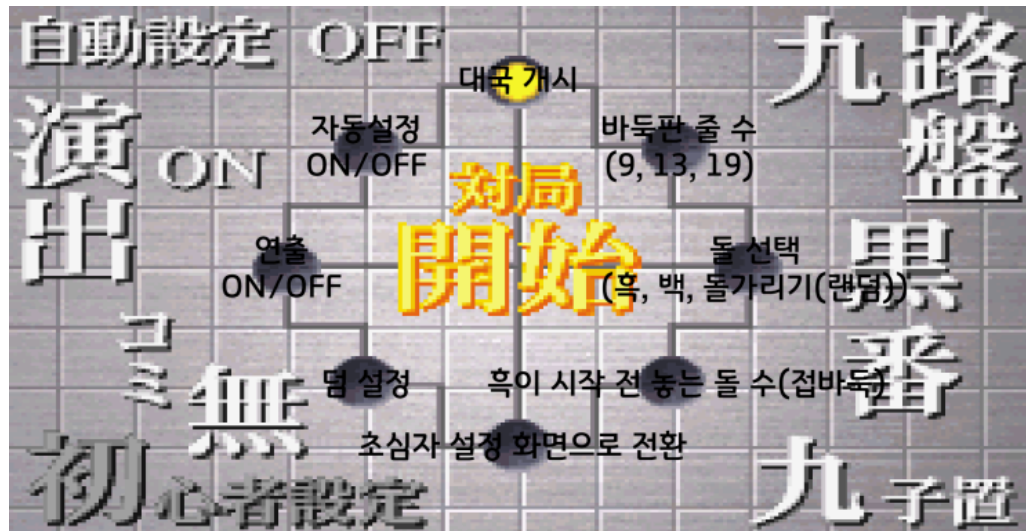 自動設定 OFF
九路盤
대국 개시
자동설정
ON/OFF
바둑판 줄 수
(9, 13, 19)
演出 ON
対局
開始
연출
ON/OFF
돌 선택
(흑, 백, 돌가리기(랜덤))
黒番
コミ 無
덤 설정
흑이 시작 전 놓는 돌 수(접바둑)
초심자 설정 화면으로 전환
初心者設定
九子置